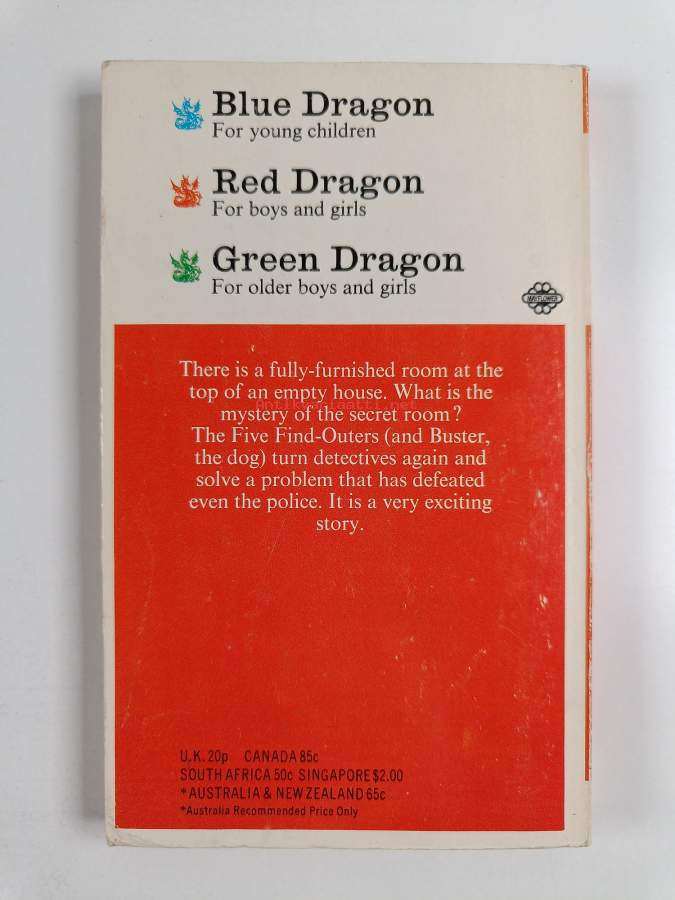 Blue Dragon
For young children
Red Dragon
For boys and girls
Green Dragon
For older boys and girls
MAYFLOWER
There is a fully-furnished room at the
top of an empty house. What is the
mystery of the secret room?
antikvariaatti.net
The Five Find-Outers (and Buster,
the dog) turn detectives again and
solve a problem that has defeated
even the police. It is a very exciting
story.
U.K. 20p CANADA 85c
SOUTH AFRICA 50c SINGAPORE $2.00
*AUSTRALIA & NEW ZEALAND 65c
*Australia Recommended Price Only